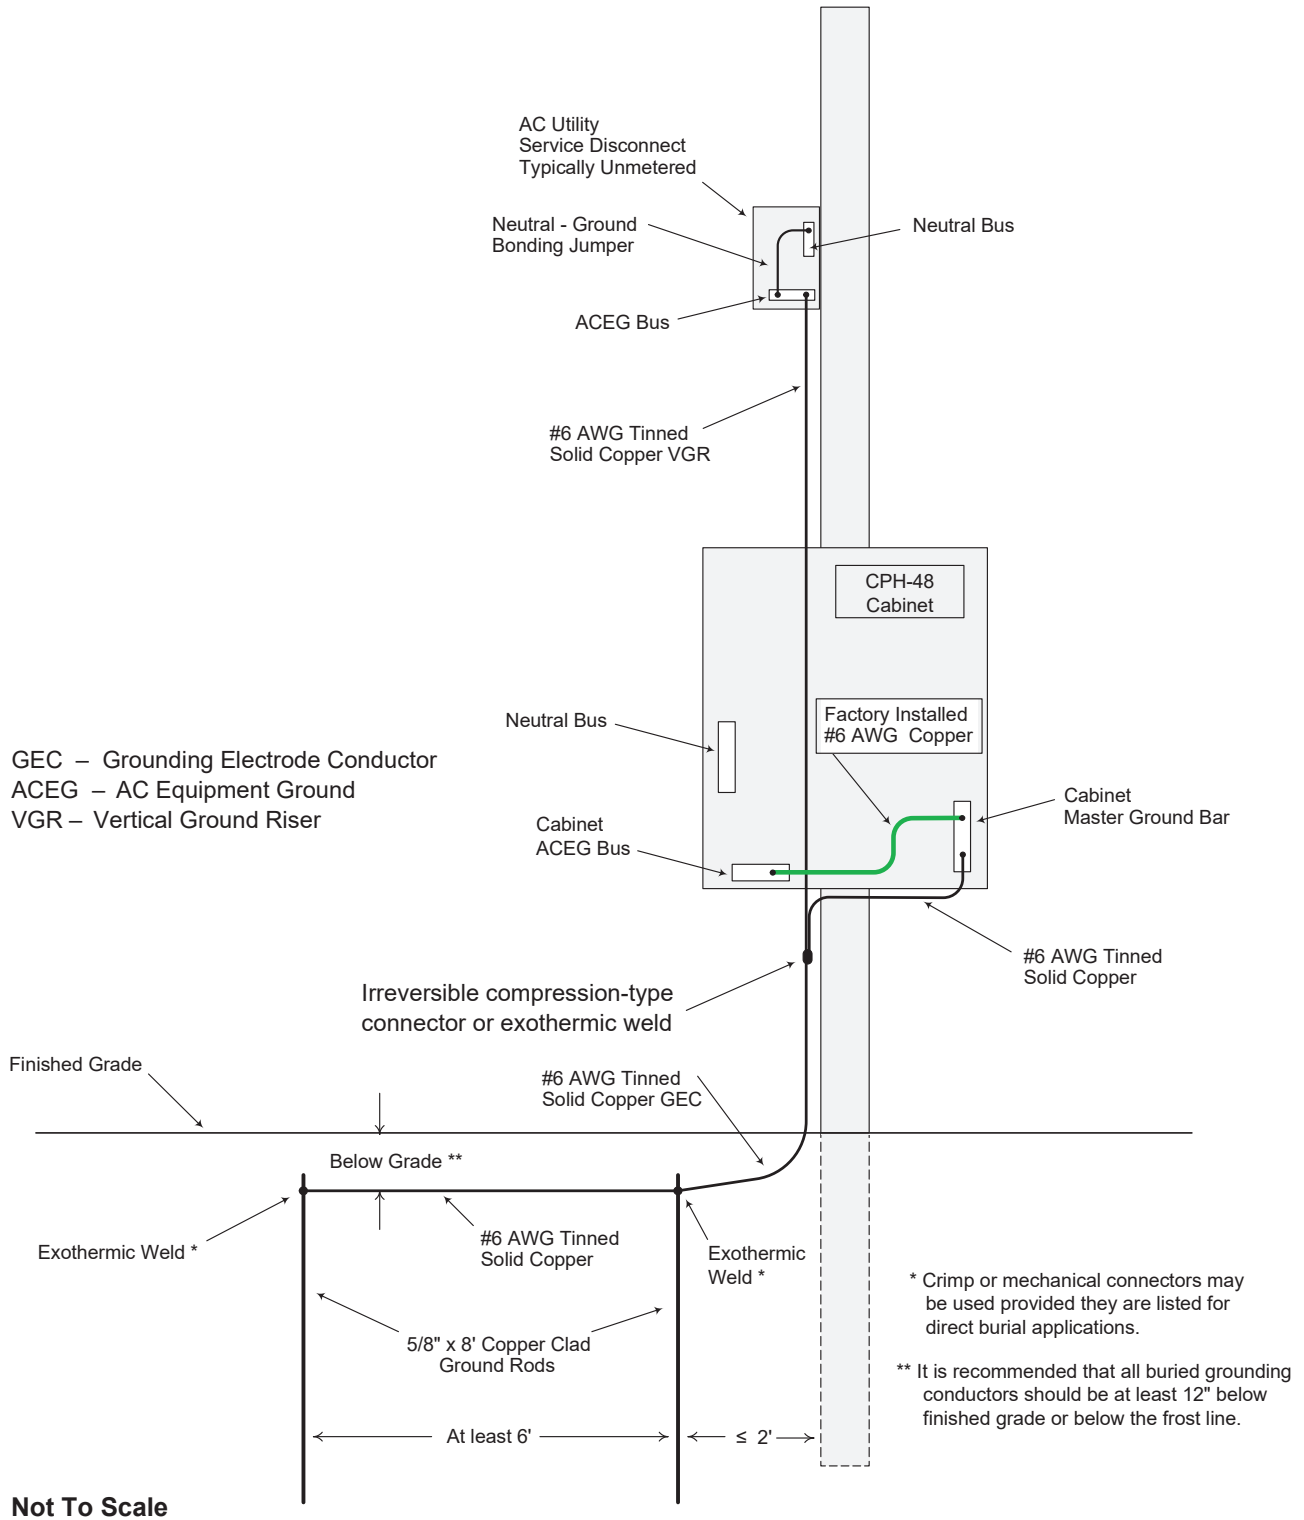 AC Utility
Service Disconnect
Typically Unmetered
Neutral - Ground
Bonding Jumper
Neutral Bus
ACEG Bus
#6 AWG Tinned
Solid Copper VGR
CPH-48
Cabinet
Neutral Bus
Factory Installed
#6 AWG Copper
GEC – Grounding Electrode Conductor
ACEG – AC Equipment Ground
VGR – Vertical Ground Riser
Cabinet
ACEG Bus
Cabinet
Master Ground Bar
#6 AWG Tinned
Solid Copper
Irreversible compression-type
connector or exothermic weld
Finished Grade
#6 AWG Tinned
Solid Copper GEC
Below Grade **
Exothermic Weld *
#6 AWG Tinned
Solid Copper
Exothermic
Weld *
5/8" x 8' Copper Clad
Ground Rods
* Crimp or mechanical connectors may
be used provided they are listed for
direct burial applications.
** It is recommended that all buried grounding
conductors should be at least 12" below
finished grade or below the frost line.
At least 6'
≤ 2'
Not To Scale